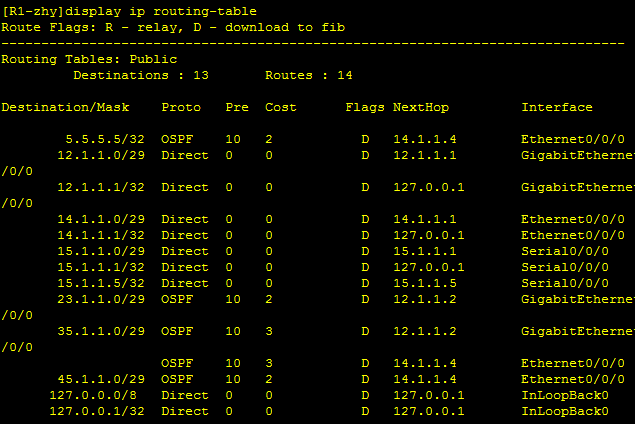 [R1-zhy]display ip routing-table
Route Flags: R - relay, D - download to fib
------------------------------------------------------------------------------
Routing Tables: Public
         Destinations : 13       Routes : 14

Destination/Mask    Proto  Pre  Cost      Flags NextHop         Interface

        5.5.5.5/32  OSPF   10   2           D   14.1.1.4        Ethernet0/0/0
       12.1.1.0/29  Direct 0    0           D   12.1.1.1        GigabitEthernet
/0/0
       12.1.1.1/32  Direct 0    0           D   127.0.0.1       GigabitEthernet
/0/0
       14.1.1.0/29  Direct 0    0           D   14.1.1.1        Ethernet0/0/0
       14.1.1.1/32  Direct 0    0           D   127.0.0.1       Ethernet0/0/0
       15.1.1.0/29  Direct 0    0           D   15.1.1.1        Serial0/0/0
       15.1.1.1/32  Direct 0    0           D   127.0.0.1       Serial0/0/0
       15.1.1.5/32  Direct 0    0           D   15.1.1.5        Serial0/0/0
       23.1.1.0/29  OSPF   10   2           D   12.1.1.2        GigabitEthernet
/0/0
       35.1.1.0/29  OSPF   10   3           D   12.1.1.2        GigabitEthernet
/0/0
                    OSPF   10   3           D   14.1.1.4        Ethernet0/0/0
       45.1.1.0/29  OSPF   10   2           D   14.1.1.4        Ethernet0/0/0
      127.0.0.0/8   Direct 0    0           D   127.0.0.1       InLoopBack0
      127.0.0.1/32  Direct 0    0           D   127.0.0.1       InLoopBack0